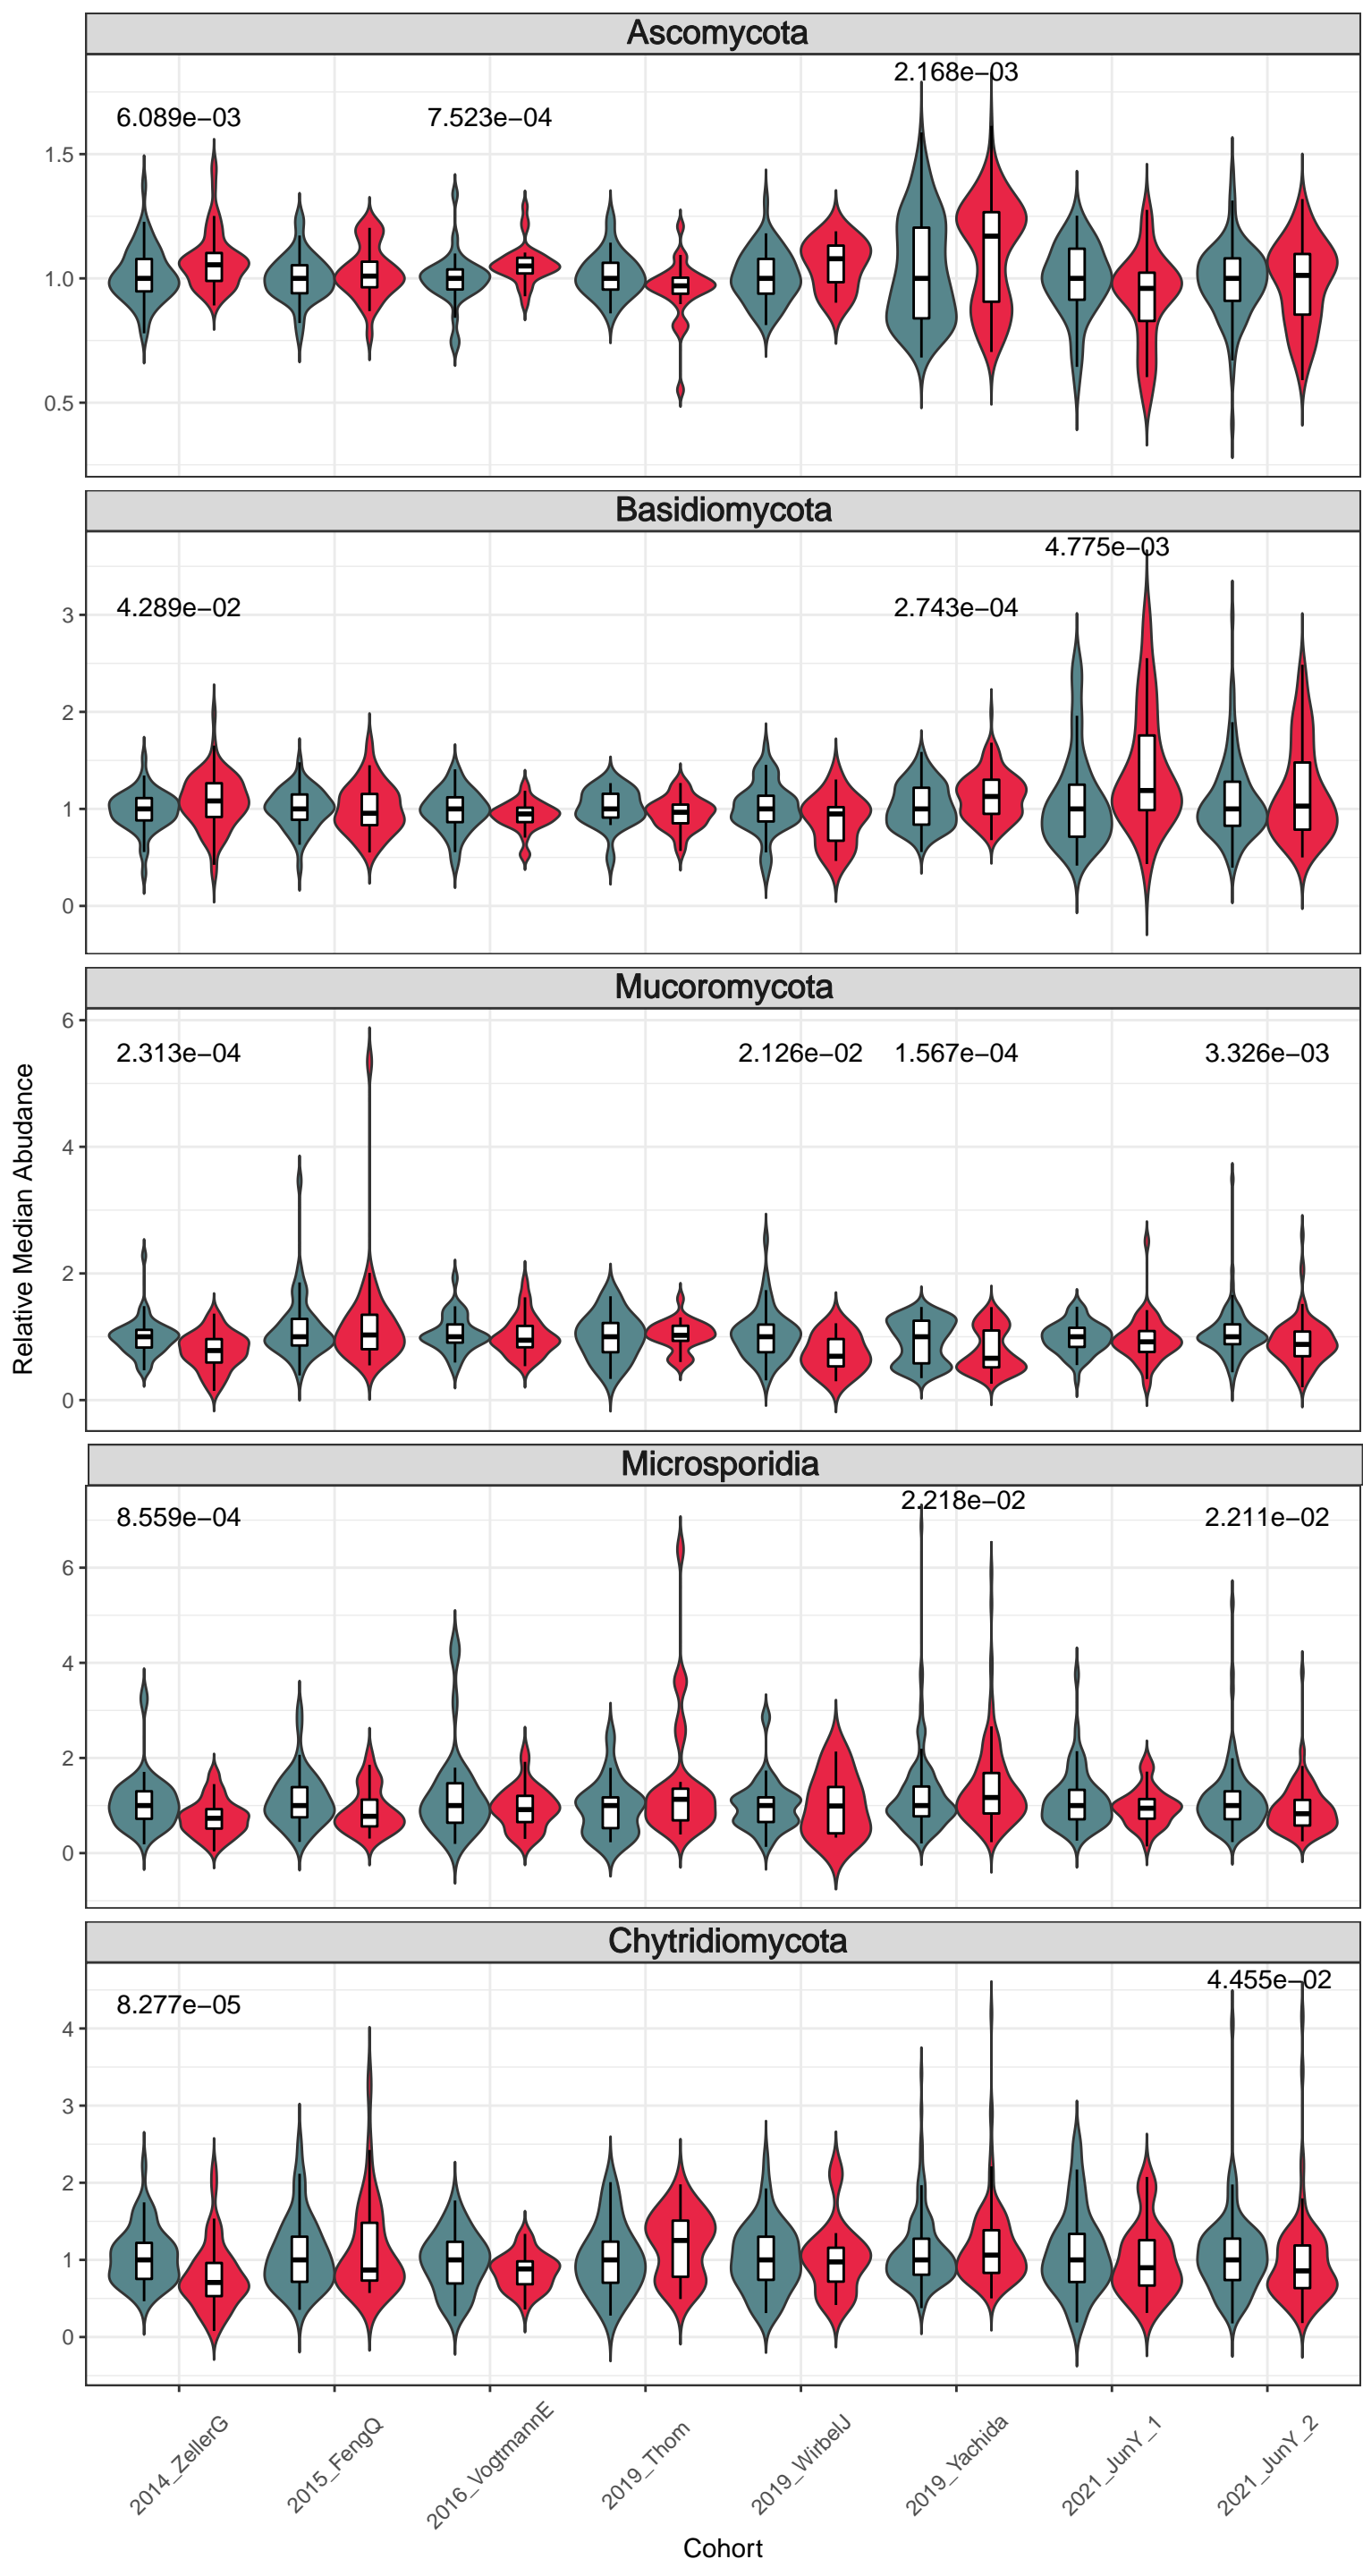 Ascomycota
2.168e−03
6.089e−03 7.523e−04
1.5
1.0
0.5
Basidiomycota
4.775e−03
4.289e−02 2.743e−04
3
2
1
0
Mucoromycota
6
2.313e−04 2.126e−02 1.567e−04 3.326e−03
4
2
0
Relative Median Abudance
Microsporidia
2.218e−02
8.559e−04 2.211e−02
6
4
2
0
Chytridiomycota
4.455e−02
8.277e−05
4
3
2
1
0
2014_ZellerG
2015_FengQ
2016_VogtmannE
2019_Thom
2019_WirbelJ
2019_Yachida
2021_JunY_1
2021_JunY_2
Cohort